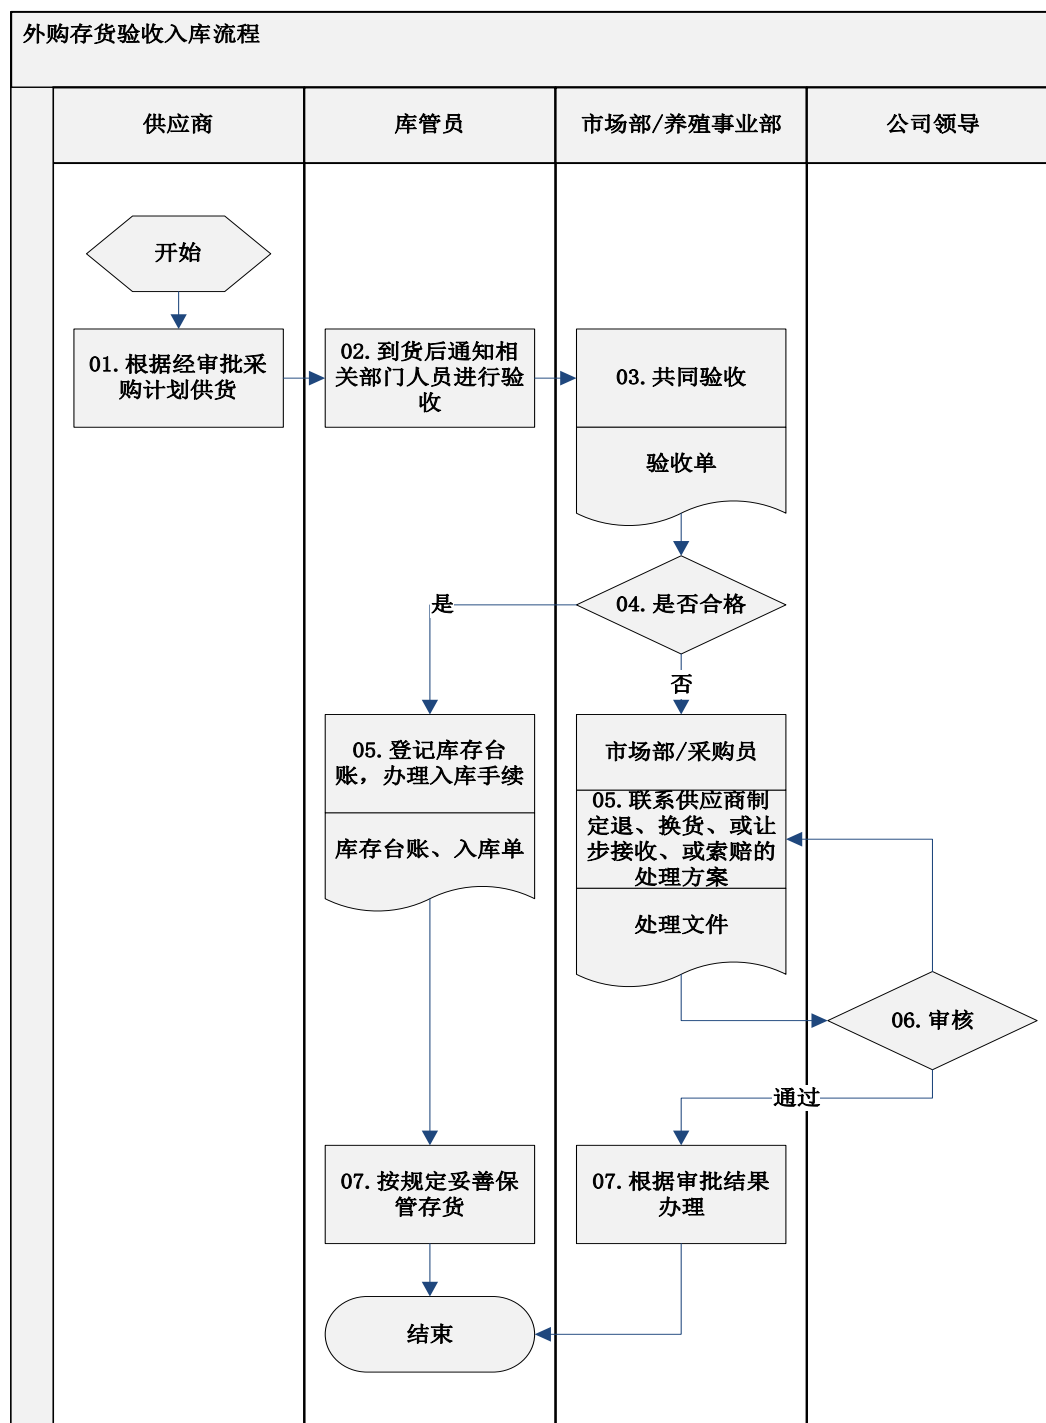 外购存货验收入库流程
供应商
库管员
市场部/养殖事业部
公司领导
开始
01.根据经审批采
购计划供货
02.到货后通知相
关部门人员进行验
收
03.共同验收
验收单
04.是否合格
是
否
05.登记库存台
账，办理入库手续
库存台账、入库单
市场部/采购员
05.联系供应商制
定退、换货、或让
步接收、或索赔的
处理方案
处理文件
06.审核
通过
07.按规定妥善保
管存货
07.根据审批结果
办理
结束